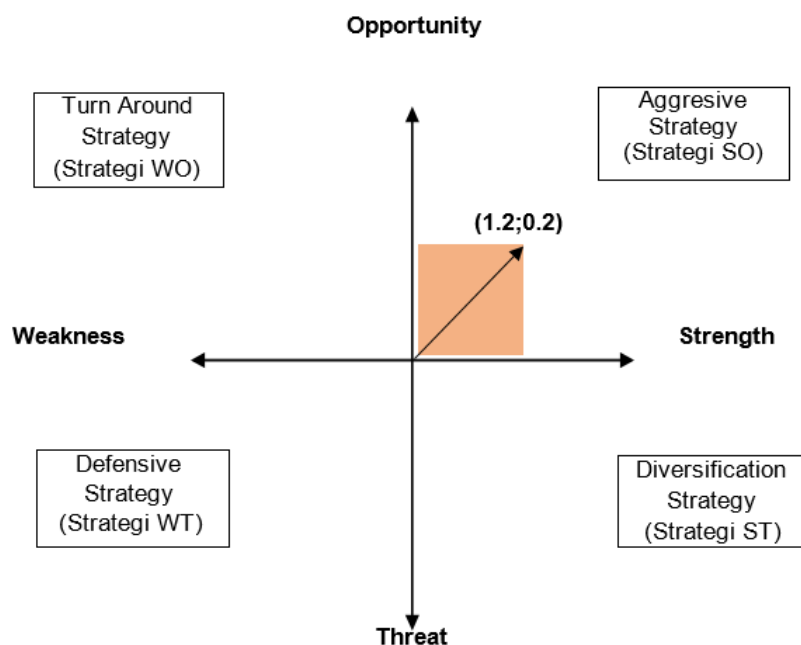 Opportunity
Turn Around
Strategy
(Strategi WO)
Aggresive
Strategy
(Strategi SO)
(1.2;0.2)
Weakness
Strength
Defensive
Strategy
(Strategi WT)
Diversification
Strategy
(Strategi ST)
Threat